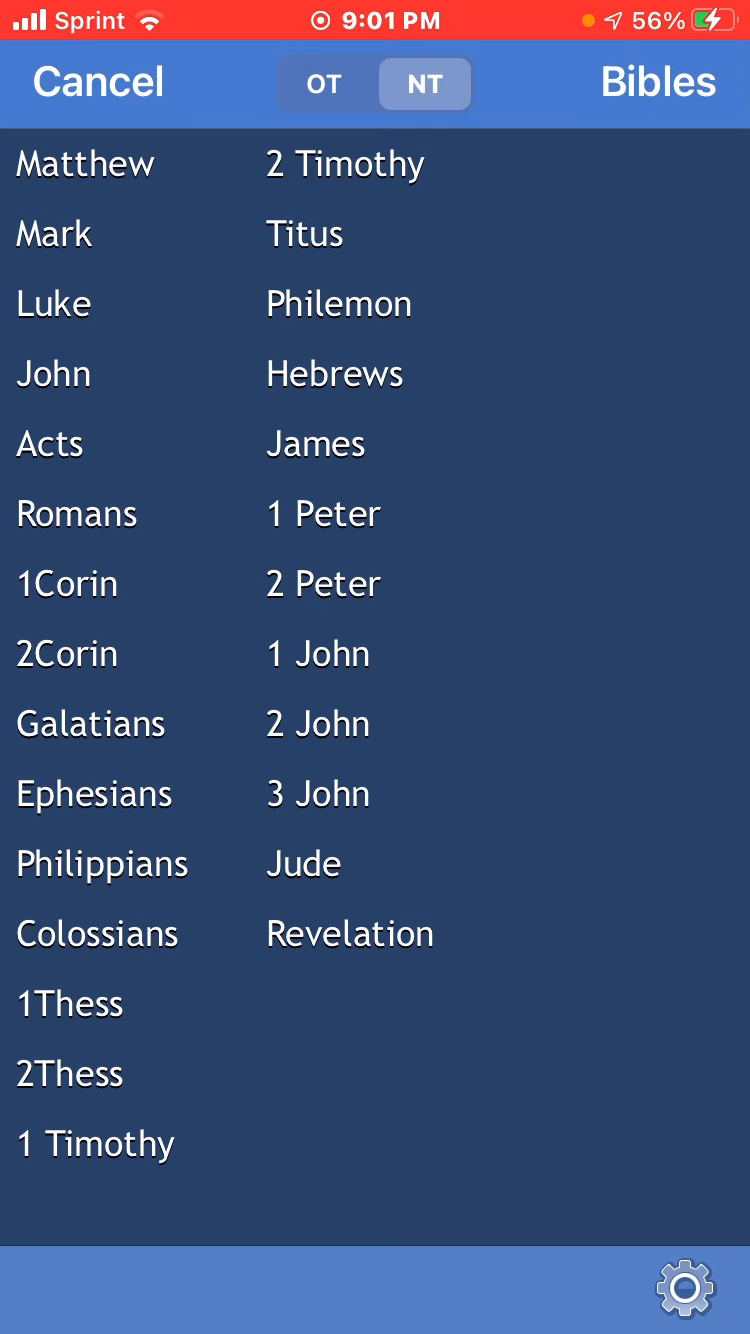 Sprint 9:01 PM 56%
Cancel OT NT Bibles
Matthew
Mark
Luke
John
Acts
Romans
1Corin
2Corin
Galatians
Ephesians
Philippians
Colossians
1Thess
2Thess
1 Timothy
2 Timothy
Titus
Philemon
Hebrews
James
1 Peter
2 Peter
1 John
2 John
3 John
Jude
Revelation